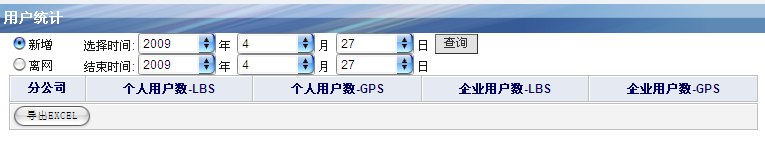 用户统计
新增 选择时间: 2009 年 4 月 27 日 查询
离网 结束时间: 2009 年 4 月 27 日
分公司 个人用户数-LBS 个人用户数-GPS 企业用户数-LBS 企业用户数-GPS
导出EXCEL